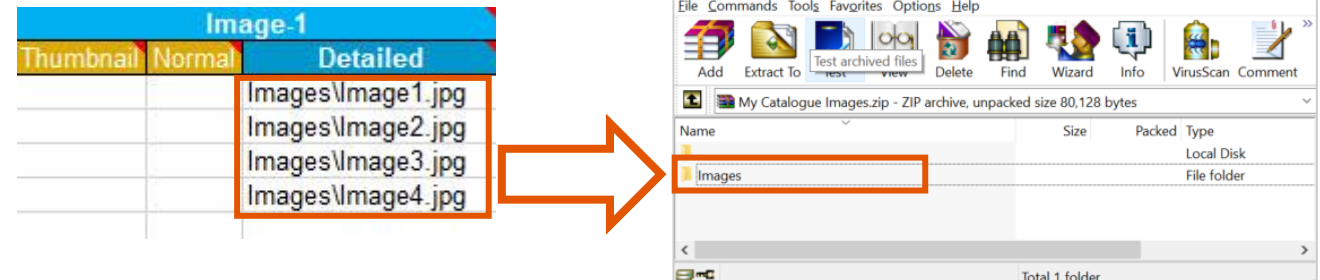 Image-1
Thumbnail Normal Detailed
Images\Image1.jpg
Images\Image2.jpg
Images\Image3.jpg
Images\Image4.jpg
File Commands Tools Favorites Options Help
Add Extract To Test View Delete Find Wizard Info VirusScan Comment
Test archived files
My Catalogue Images.zip - ZIP archive, unpacked size 80,128 bytes
Name Size Packed Type
Local Disk
Images File folder
Total 1 folder